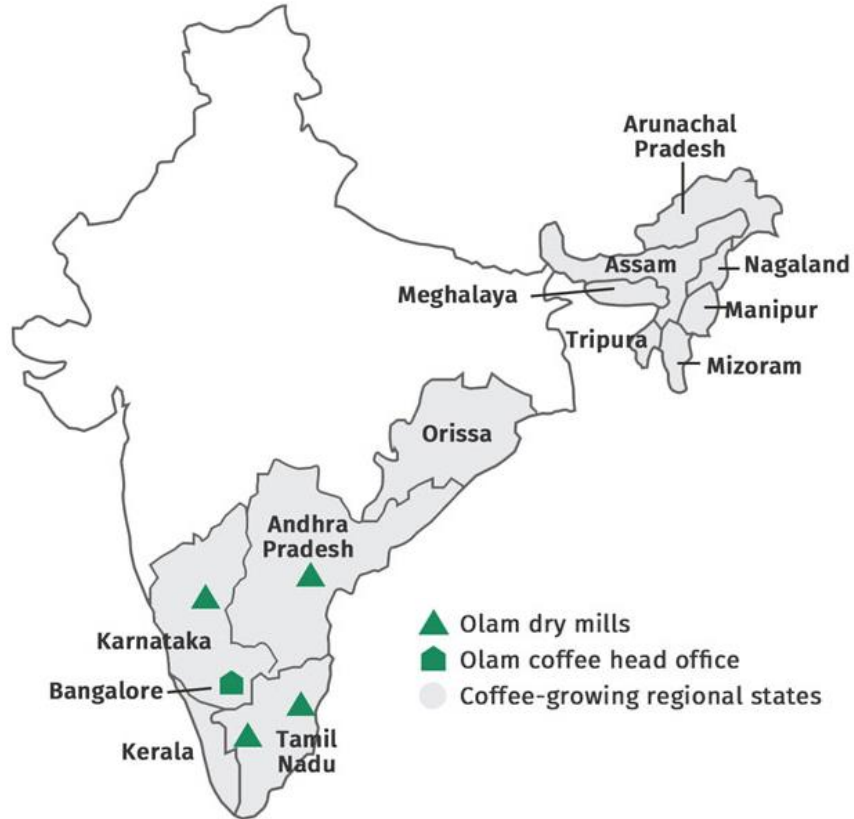 Arunachal
Pradesh
Assam
Nagaland
Meghalaya
Manipur
Tripura
Mizoram
Orissa
Andhra
Pradesh
Karnataka
Bangalore
Kerala
Tamil
Nadu
Olam dry mills
Olam coffee head office
Coffee-growing regional states